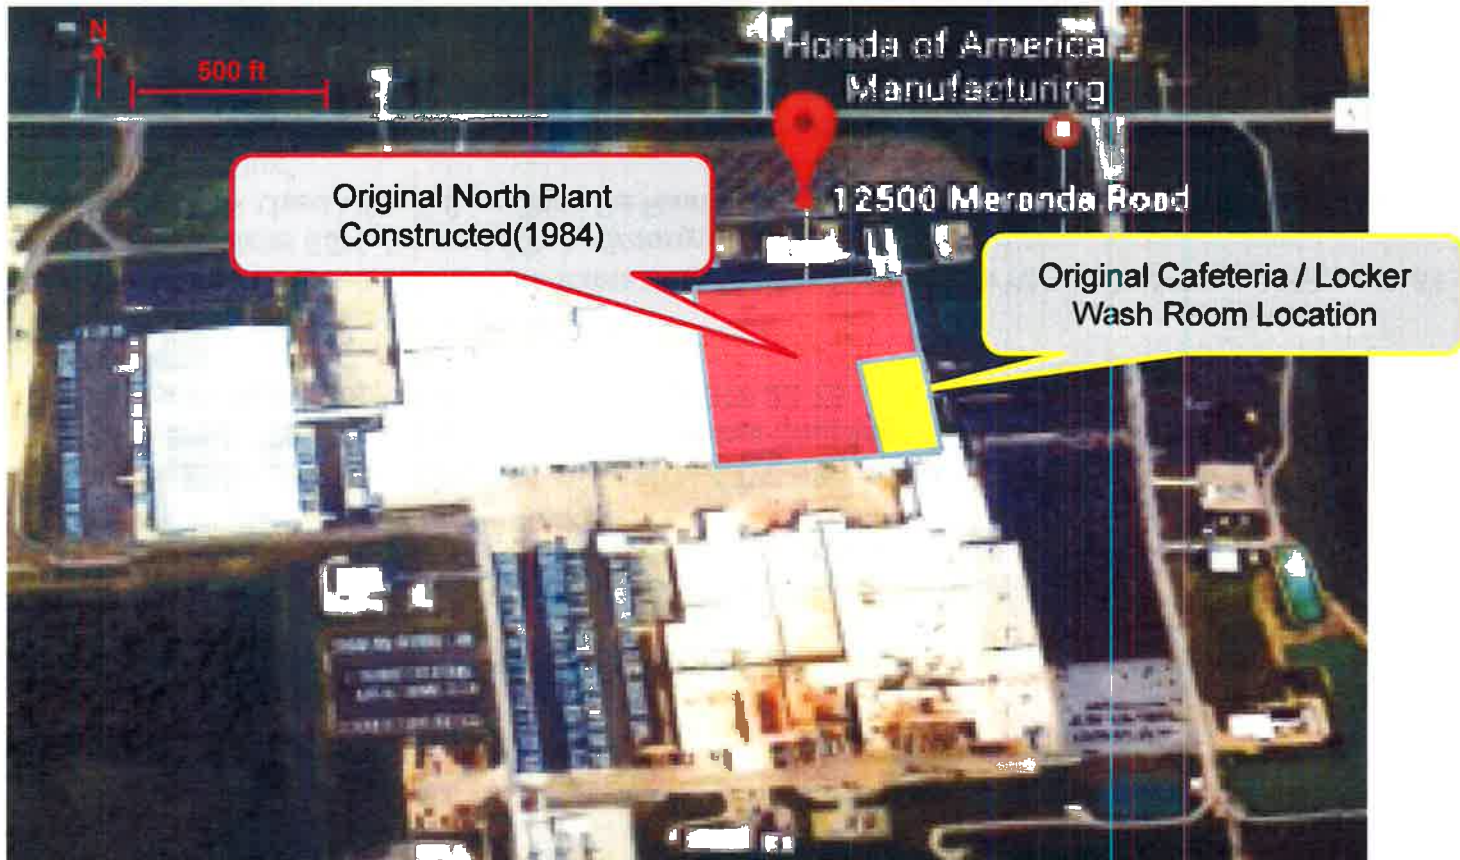 N
500 ft
Honda of America
Manufacturing
Original North Plant
Constructed(1984)
12500 Meranda Road
Original Cafeteria / Locker
Wash Room Location